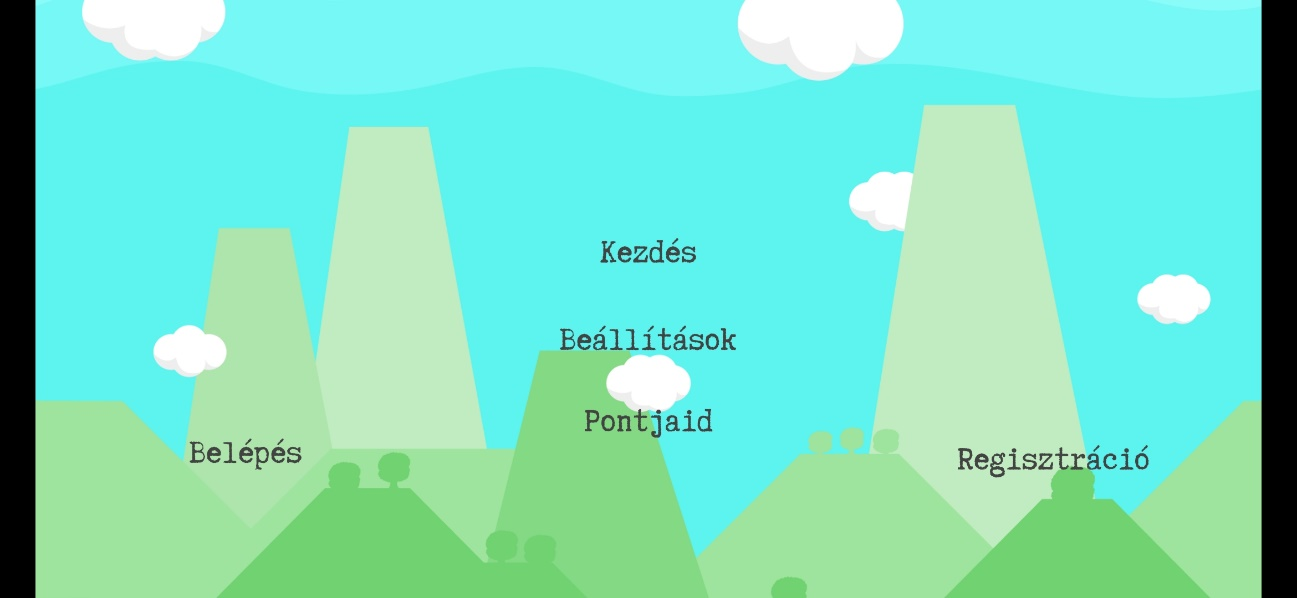 Kezdés
Beállítások
Pontjaid
Belépés
Regisztráció